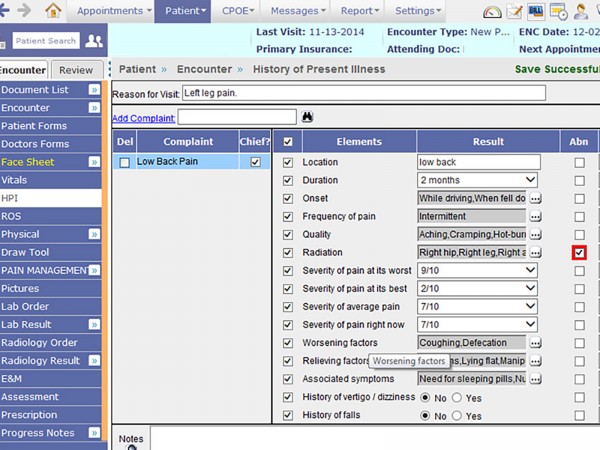 Appointments Patient CPOE Messages Report Settings
Patient Search
Last Visit: 11-13-2014 Encounter Type: New P... ENC Date: 12-02
Primary Insurance: Attending Doc: Next Appointme
Encounter Review
Patient » Encounter » History of Present Illness Save Successfu
Document List »
Encounter »
Patient Forms
Doctors Forms
Face Sheet »
Vitals
HPI
ROS
Physical »
Draw Tool
PAIN MANAGEMEN »
Pictures
Lab Order
Lab Result »
Radiology Order
Radiology Result »
E&M
Assessment
Prescription
Progress Notes »
Reason for Visit: Left leg pain.
Add Complaint:
Del Complaint Chief? Elements Result Abn
Low Back Pain
Location low back
Duration 2 months
Onset While driving,When fell do ...
Frequency of pain Intermittent ...
Quality Aching,Cramping,Hot-burn ...
Radiation Right hip,Right leg,Right a ...
Severity of pain at its worst 9/10
Severity of pain at its best 2/10
Severity of average pain 7/10
Severity of pain right now 7/10
Worsening factors Coughing,Defecation ...
Relieving factors ms,Lying flat,Manip ...
Worsening factors
Associated symptoms Need for sleeping pills,Nu ...
History of vertigo / dizziness No Yes
History of falls No Yes
Notes